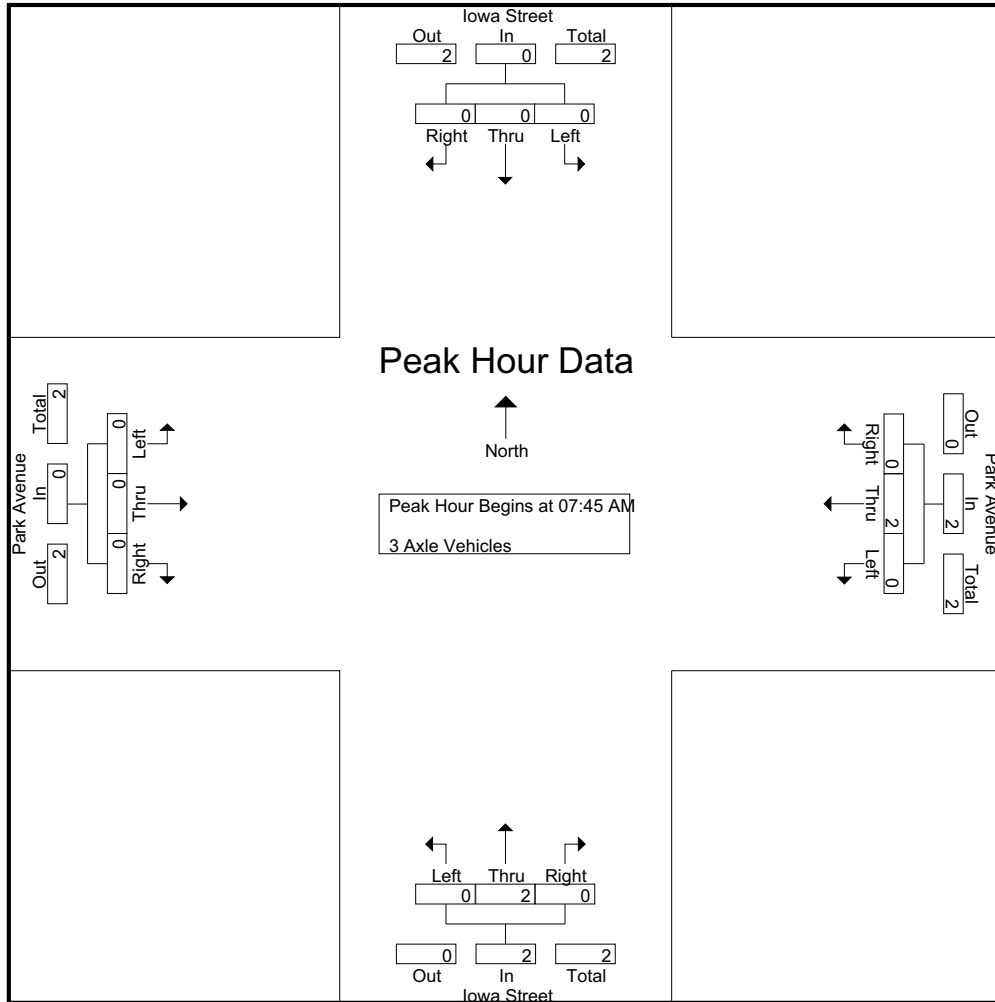 Iowa Street
Out In Total
2 0 2
0 0 0
Right Thru Left
Peak Hour Data
North
Peak Hour Begins at 07:45 AM
3 Axle Vehicles
Park Avenue
Total In Out
2 0 2
0 0 0
Left Thru Right
Park Avenue
Out In Total
0 2 2
0 2 0
Right Thru Left
Left Thru Right
0 2 0
0 2 2
Out In Total
Iowa Street